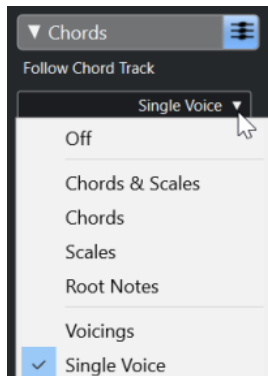 ▼ Chords
Follow Chord Track
Single Voice ▼
Off
Chords & Scales
Chords
Scales
Root Notes
Voicings
✓ Single Voice